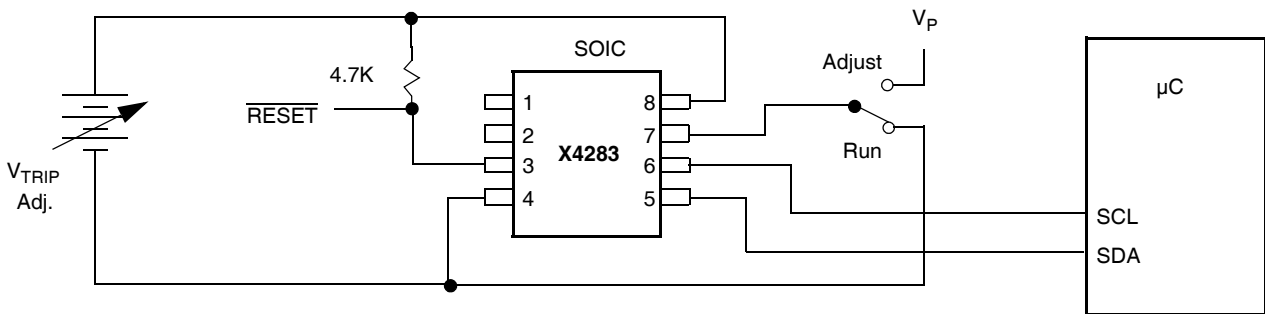 V_P
SOIC
Adjust
4.7K
µC
1 8
RESET
2 7
X4283
Run
3 6
V_TRIP
Adj.
4 5
SCL
SDA